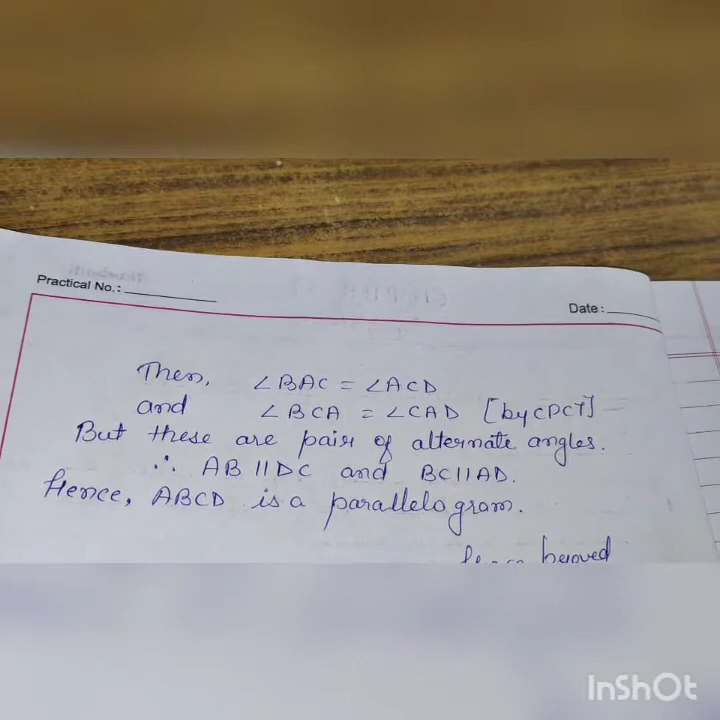 Practical No.:
Date:
Then, ∠BAC = ∠ACD
and ∠BCA = ∠CAD [by CPCT]
But these are pair of alternate angles.
∴ AB || DC and BC || AD.
Hence, ABCD is a parallelogram.
InShOt